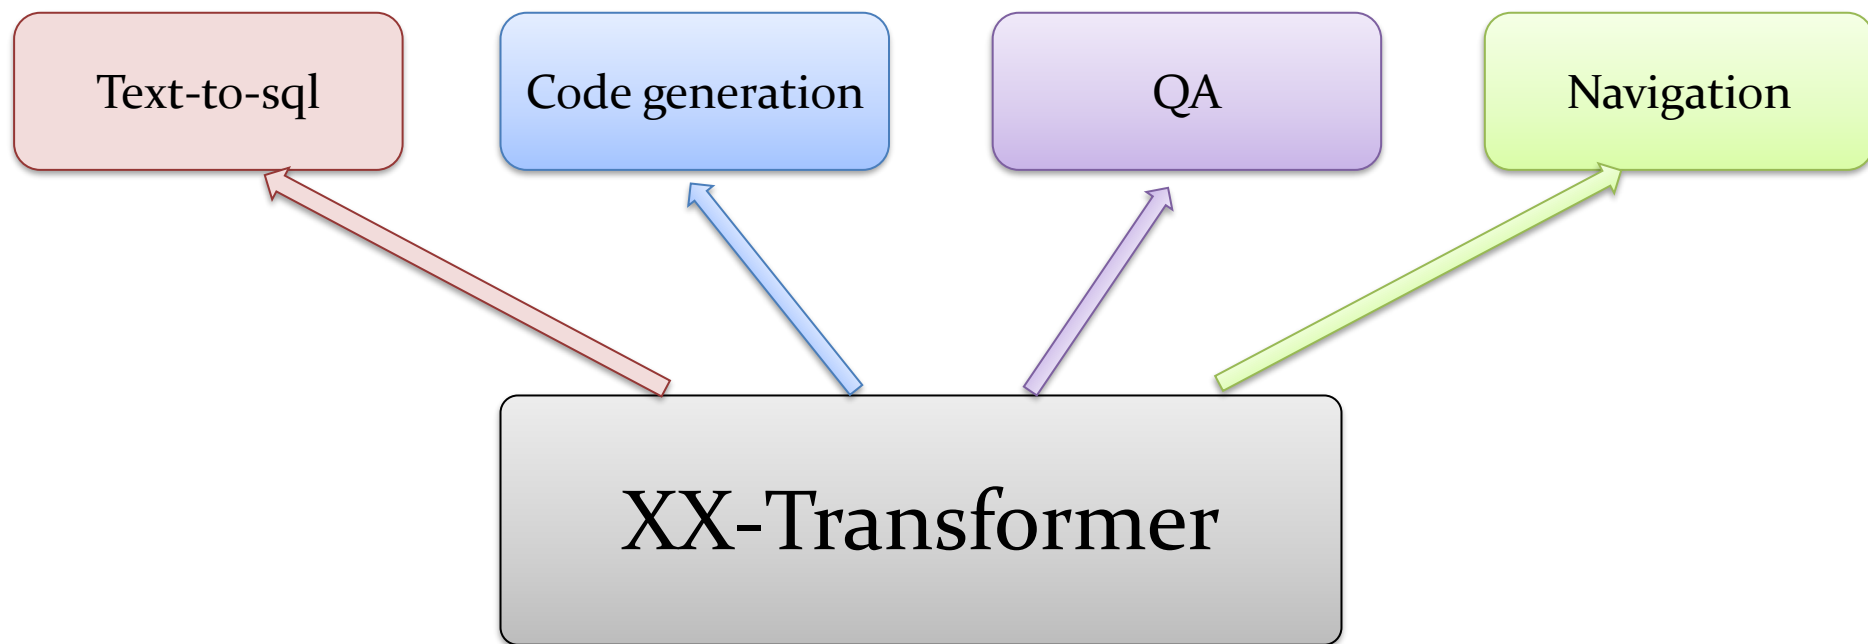 Text-to-sql
Code generation
QA
Navigation
XX-Transformer